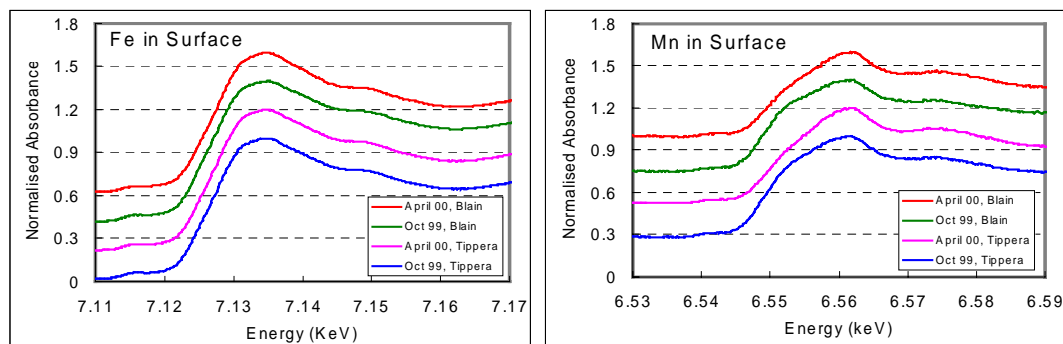 Fe in Surface
Normalised Absorbance
1.8
1.5
1.2
0.9
0.6
0.3
0
7.11 7.12 7.13 7.14 7.15 7.16 7.17
Energy (KeV)
April 00, Blain
Oct 99, Blain
April 00, Tippera
Oct 99, Tippera
Mn in Surface
Normalised Absorbance
1.8
1.5
1.2
0.9
0.6
0.3
0
6.53 6.54 6.55 6.56 6.57 6.58 6.59
Energy (keV)
April 00, Blain
Oct 99, Blain
April 00, Tippera
Oct 99, Tippera